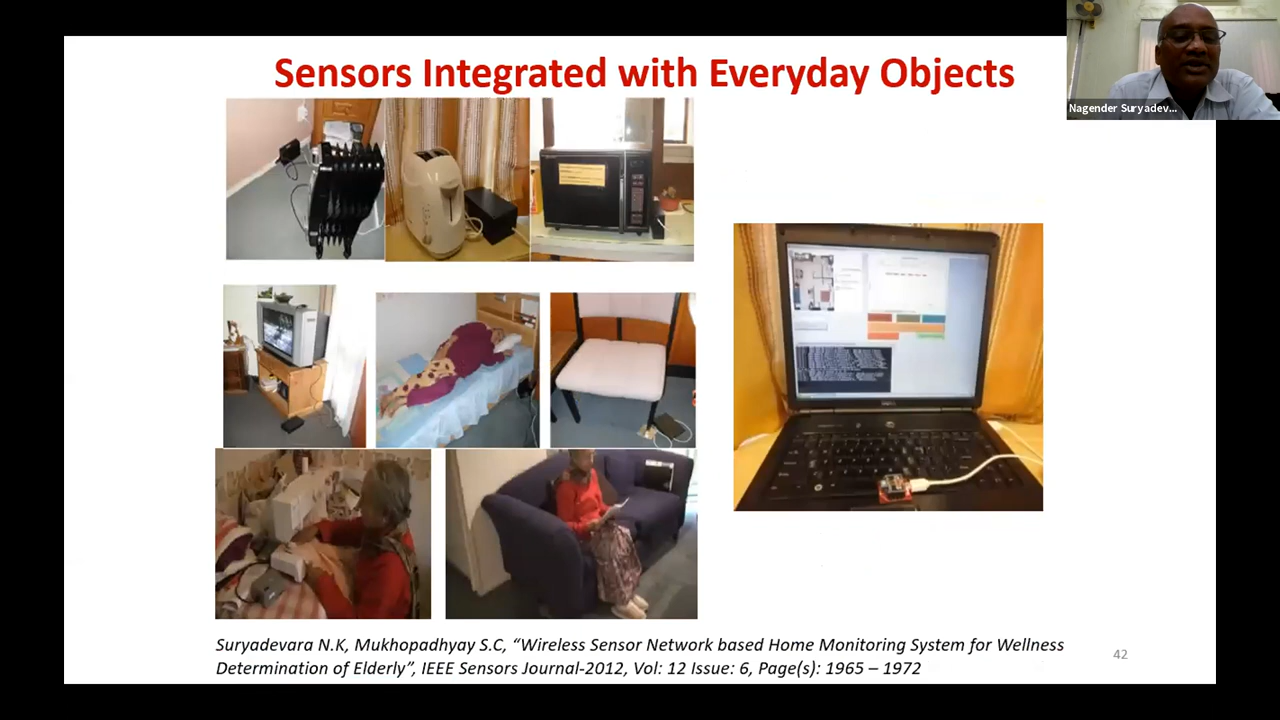 Sensors Integrated with Everyday Objects
Nagender Suryadev...
Suryadevara N.K, Mukhopadhyay S.C, “Wireless Sensor Network based Home Monitoring System for Wellness
Determination of Elderly”, IEEE Sensors Journal-2012, Vol: 12 Issue: 6, Page(s): 1965 – 1972
42